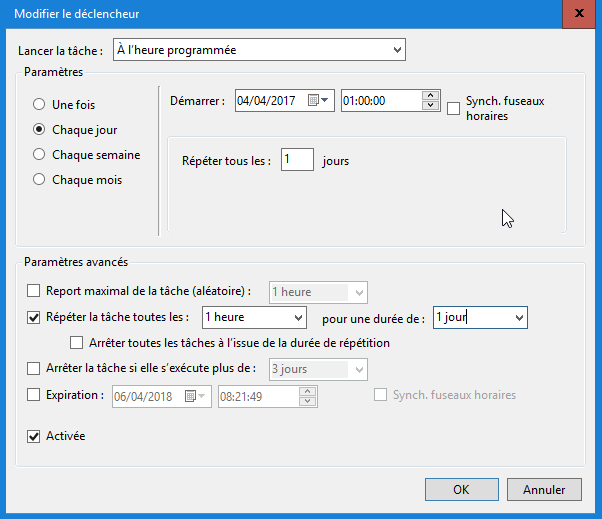 Modifier le déclencheur
x
Lancer la tâche : À l'heure programmée
Paramètres
Une fois
Chaque jour
Chaque semaine
Chaque mois
Démarrer : 04/04/2017 01:00:00 Synch. fuseaux horaires
Répéter tous les : 1 jours
Paramètres avancés
Report maximal de la tâche (aléatoire) : 1 heure
Répéter la tâche toutes les : 1 heure pour une durée de : 1 jour
Arrêter toutes les tâches à l'issue de la durée de répétition
Arrêter la tâche si elle s'exécute plus de : 3 jours
Expiration : 06/04/2018 08:21:49 Synch. fuseaux horaires
Activée
OK Annuler